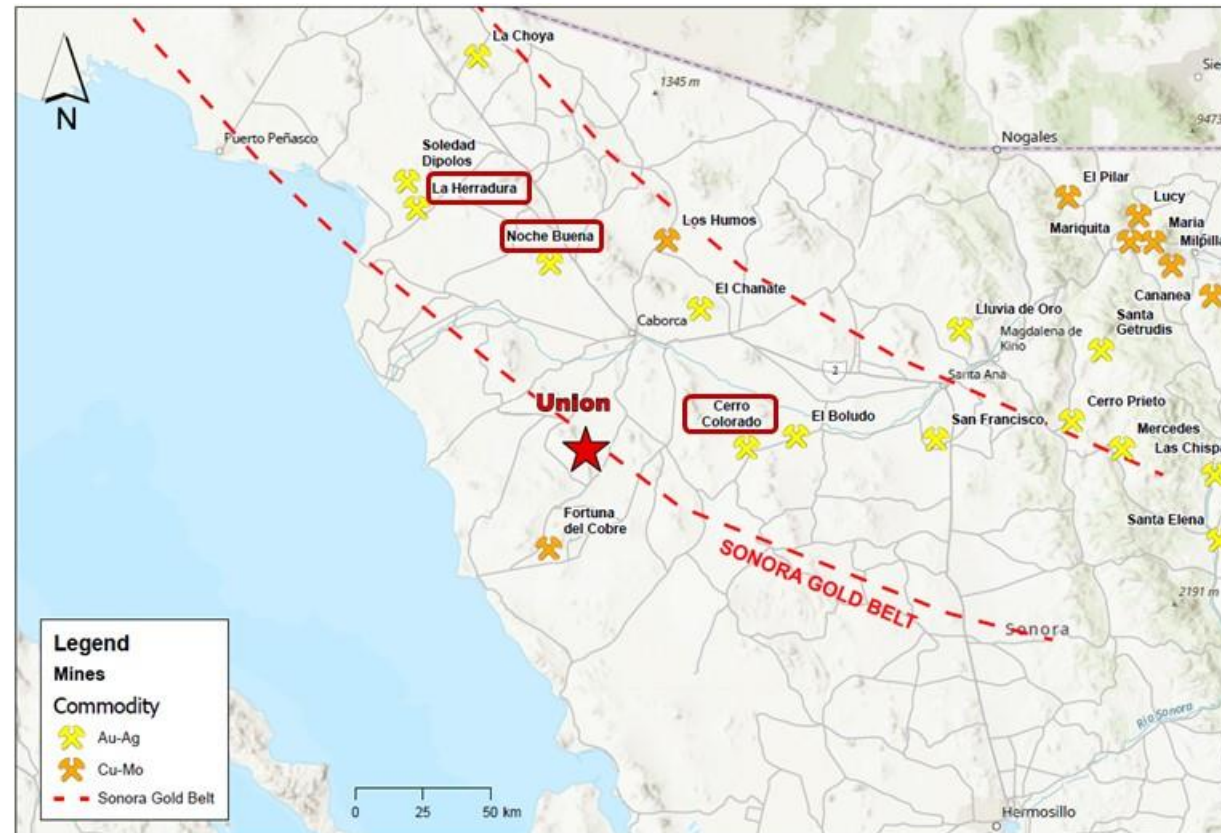 La Choya
1345 m
Sie
9473
N
Puerto Peñasco
Nogales
Soledad
Dipolos
La Herradura
El Pilar
Lucy
Mariquita
Maria
Milpilla
Noche Buena
Los Humos
El Chanate
Cananea
Lluvia de Oro
Santa
Getrudis
Caborca
Magdalena de
Kino
2
Santa Ana
Union
Cerro
Colorado
El Boludo
San Francisco
Cerro Prieto
Mercedes
Las Chispa
Santa Elena
Fortuna
del Cobre
SONORA GOLD BELT
2191 m
Sonora
Legend
Mines
Commodity
Au-Ag
Cu-Mo
Sonora Gold Belt
0 25 50 km
Río Sonora
Hermosillo